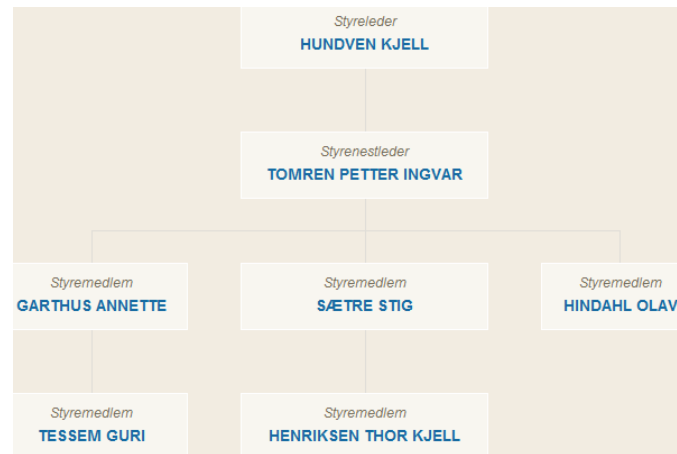 Styreleder
HUNDVEN KJELL
Styrenestleder
TOMREN PETTER INGVAR
Styremedlem
GARTHUS ANNETTE
Styremedlem
SÆTRE STIG
Styremedlem
HINDAHL OLAV
Styremedlem
TESSEM GURI
Styremedlem
HENRIKSEN THOR KJELL